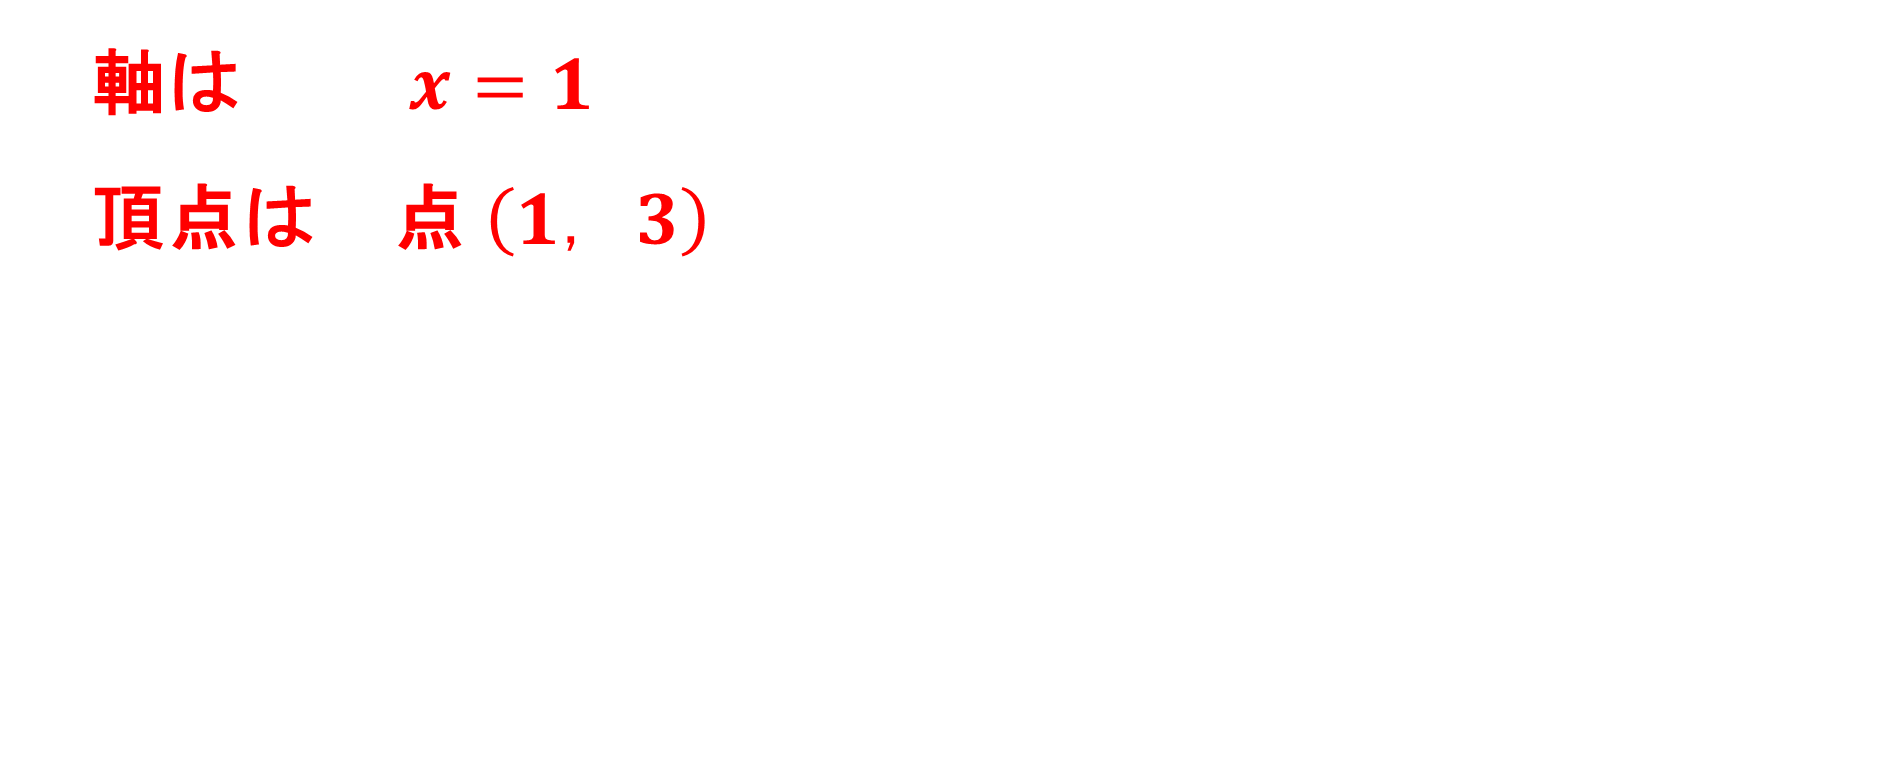 軸は　　x = 1
頂点は　点 (1,　3)